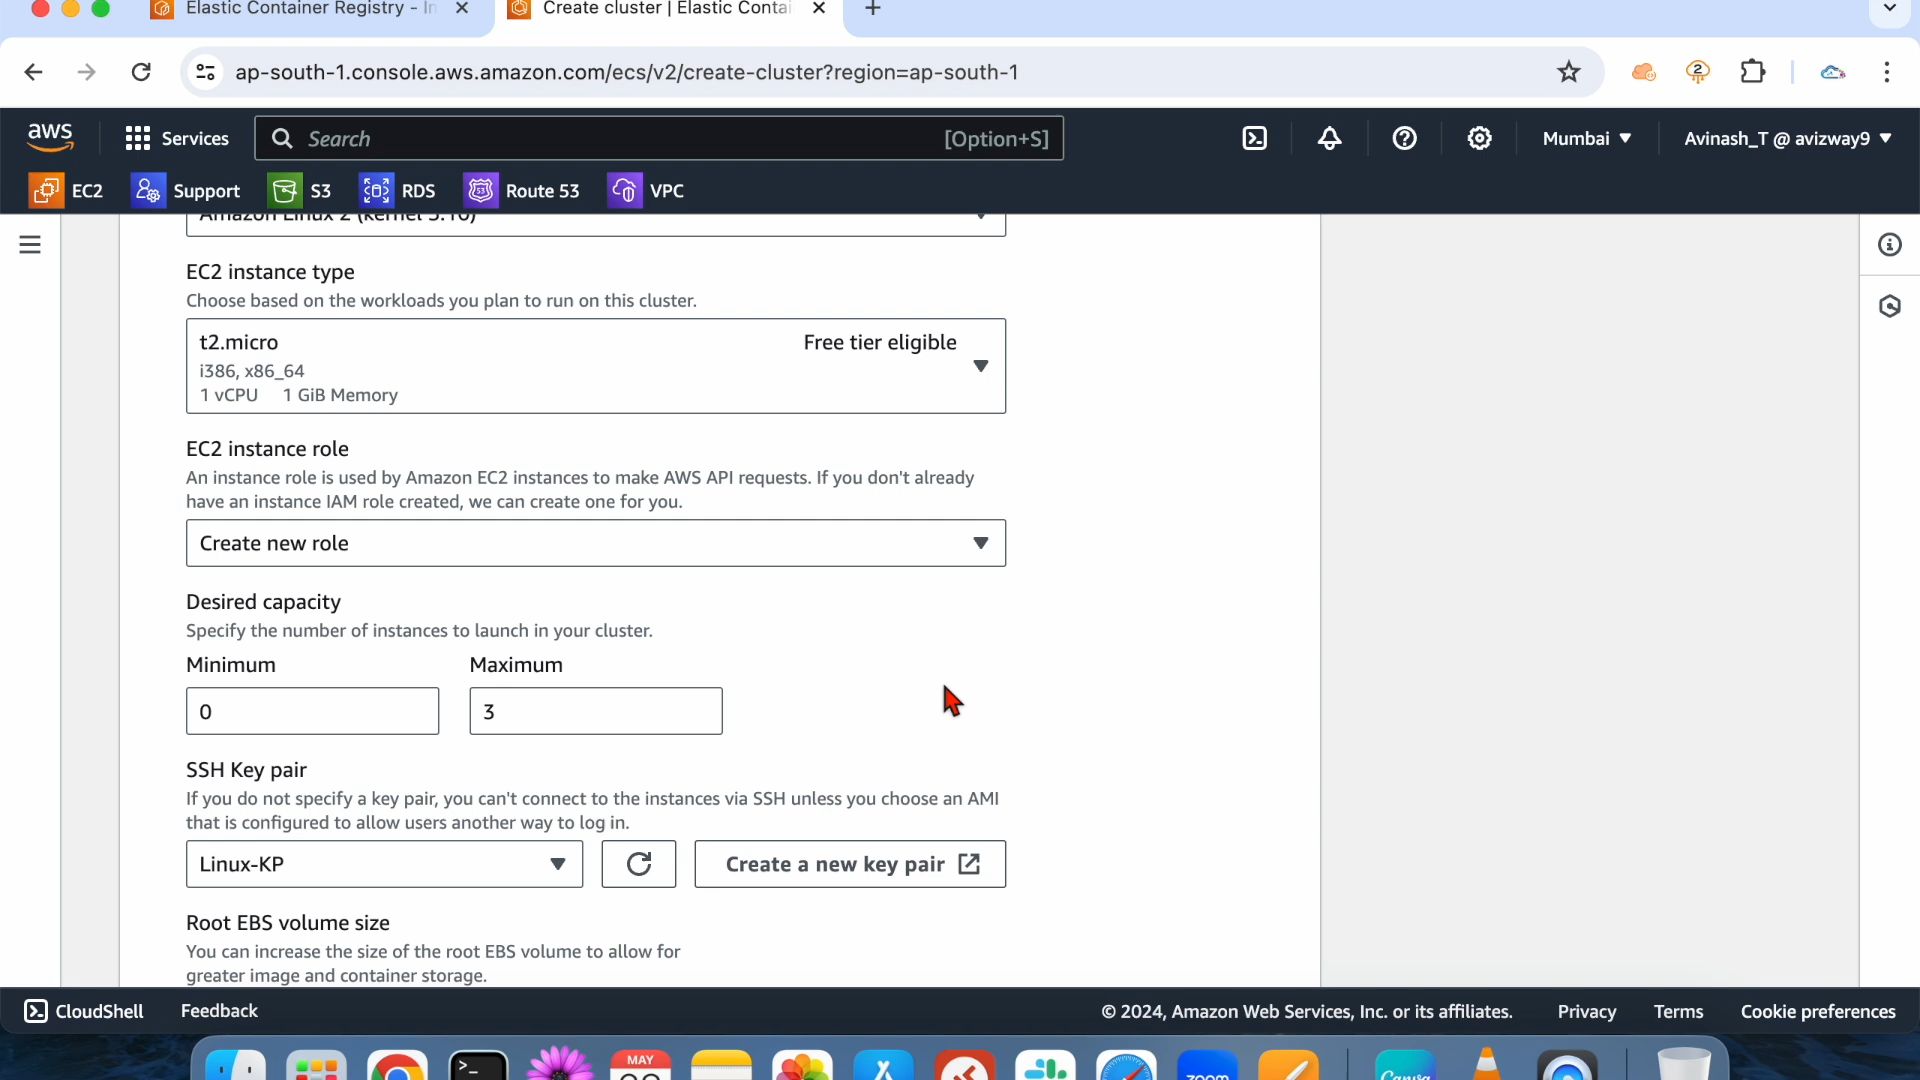 Elastic Container Registry - In
Create cluster | Elastic Contai
ap-south-1.console.aws.amazon.com/ecs/v2/create-cluster?region=ap-south-1
2
aws
Services
Search
[Option+S]
Mumbai
Avinash_T @ avizway9
EC2
Support
S3
RDS
Route 53
VPC
Amazon Linux 2 (kernel 5.10)
EC2 instance type
Choose based on the workloads you plan to run on this cluster.
t2.micro
Free tier eligible
i386, x86_64
1 vCPU 1 GiB Memory
EC2 instance role
An instance role is used by Amazon EC2 instances to make AWS API requests. If you don't already
have an instance IAM role created, we can create one for you.
Create new role
Desired capacity
Specify the number of instances to launch in your cluster.
Minimum
Maximum
0
3
SSH Key pair
If you do not specify a key pair, you can't connect to the instances via SSH unless you choose an AMI
that is configured to allow users another way to log in.
Linux-KP
Create a new key pair
Root EBS volume size
You can increase the size of the root EBS volume to allow for
greater image and container storage.
CloudShell
Feedback
© 2024, Amazon Web Services, Inc. or its affiliates.
Privacy
Terms
Cookie preferences
MAY
zoom
Canva